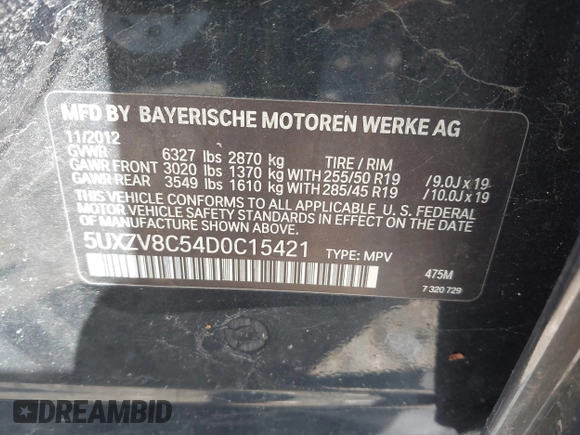 MFD BY BAYERISCHE MOTOREN WERKE AG
11/2012
GVWR 6327 lbs 2870 kg TIRE / RIM
GAWR FRONT 3020 lbs 1370 kg WITH 255/50 R19 /9.0J x 19
GAWR REAR 3549 lbs 1610 kg WITH 285/45 R19 /10.0J x 19
THIS VEHICLE CONFORMS TO ALL APPLICABLE U. S. FEDERAL
MOTOR VEHICLE SAFETY STANDARDS IN EFFECT ON THE
DATE OF MANUFACTURE SHOWN ABOVE.
5UXZV8C54D0C15421 TYPE: MPV
475M
7 320 729
DREAMBID